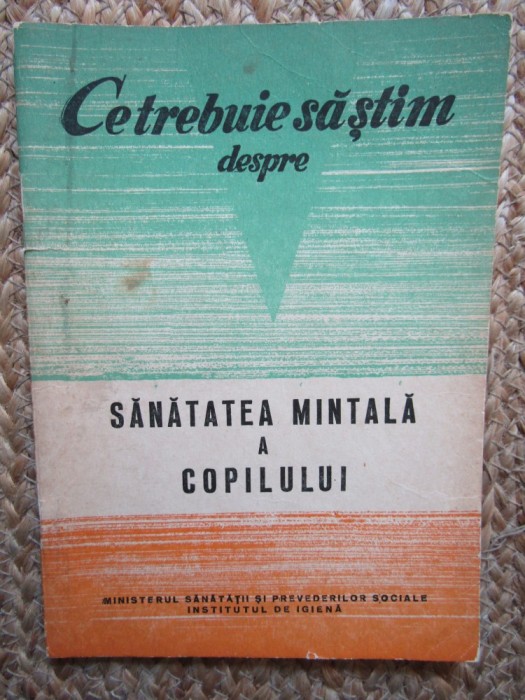 Ce trebuie să știm
despre
SĂNĂTATEA MINTALĂ
A
COPILULUI
MINISTERUL SĂNĂTĂȚII ȘI PREVEDERILOR SOCIALE
INSTITUTUL DE IGIENĂ